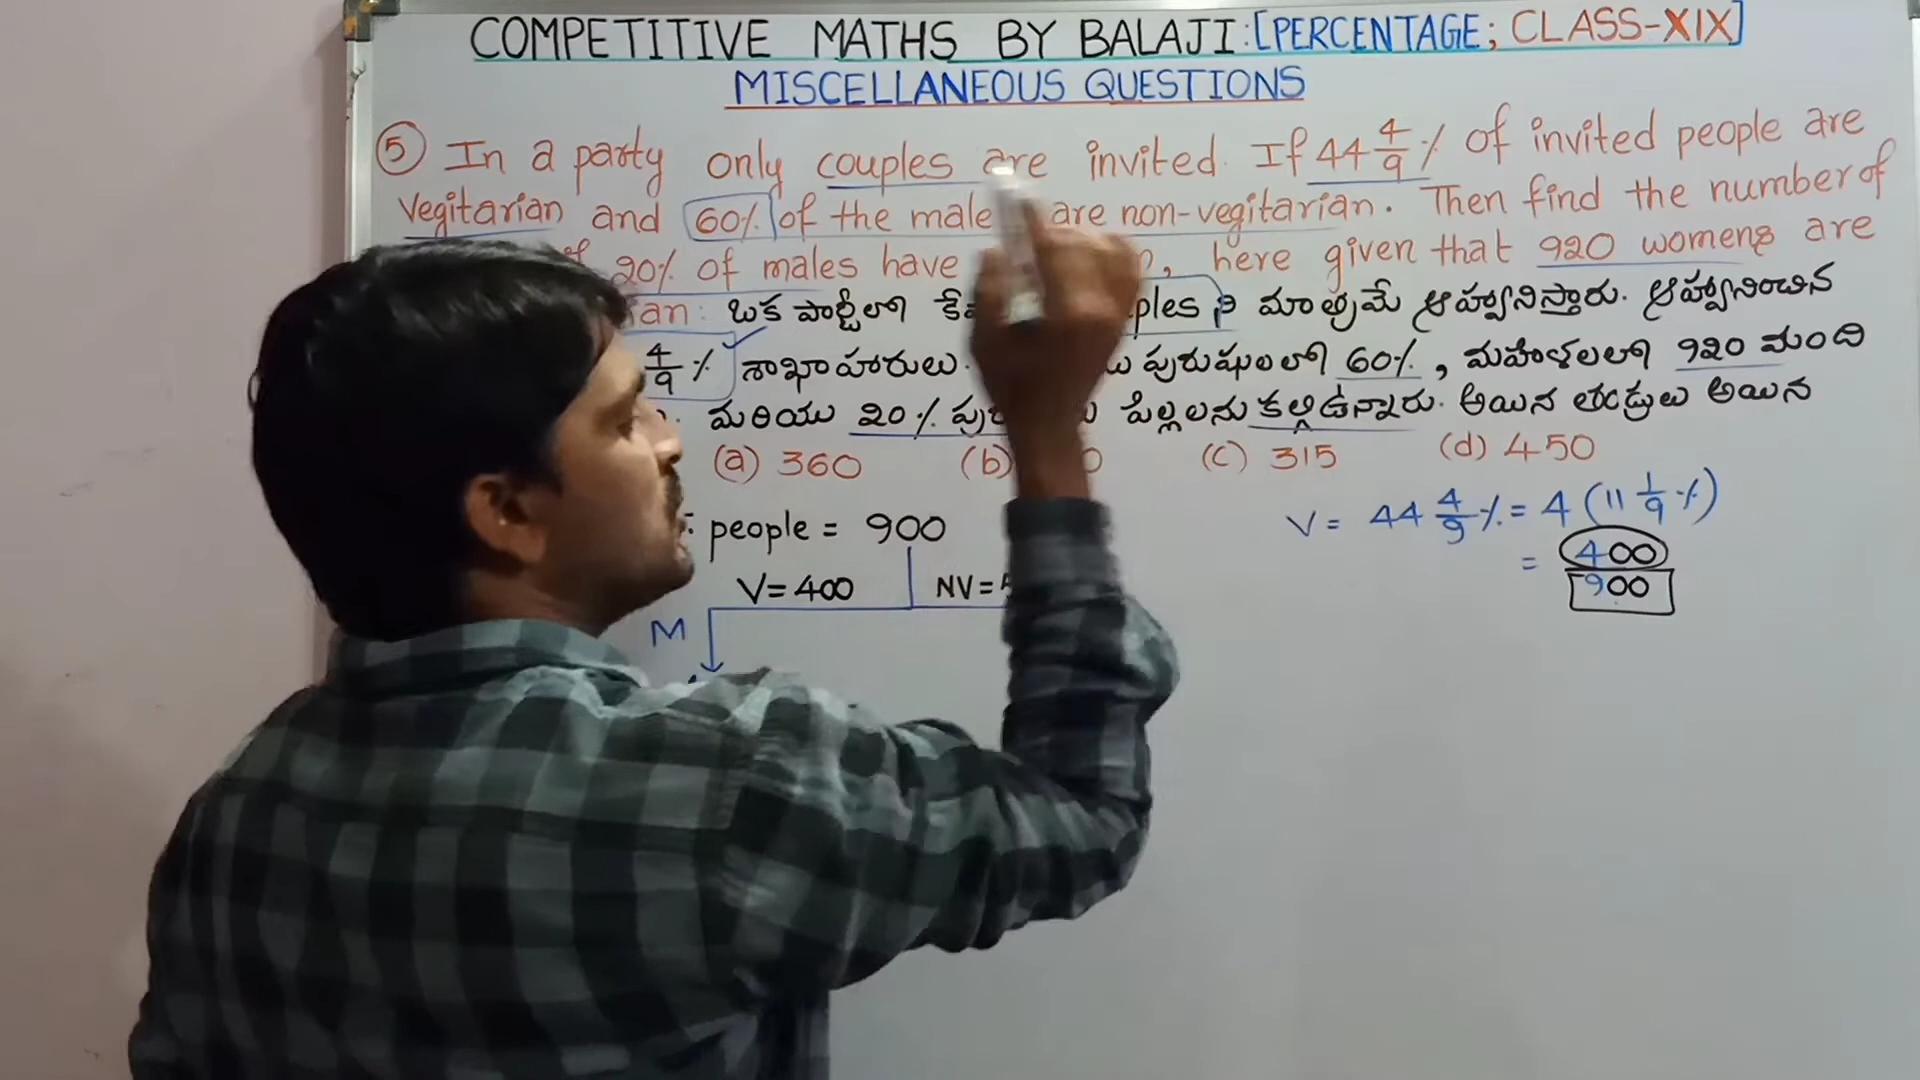 COMPETITIVE MATHS BY BALAJI: [PERCENTAGE; CLASS-XIX]
MISCELLANEOUS QUESTIONS
⑤ In a party only couples are invited. If 44 4/9 % of invited people are
Vegitarian and 60% of the male are non-vegitarian. Then find the number of
of 20% of males have , here given that 920 womens are
an: ఒక పార్టీలో ples ని మాత్రమే ఆహ్వానిస్తారు. ఆహ్వానించిన
4/9 % శాఖాహారులు. పురుషులలో 60%, మహిళలలో 920 మంది
మరియు 20% పిల్లలను కల్గిఉన్నారు. అయిన తండ్రులు అయిన
(a) 360 (b) 0 (c) 315 (d) 450
people = 900
V = 44 4/9 % = 4 (11 1/9 %)
= 400/900
V = 400 NV =
M